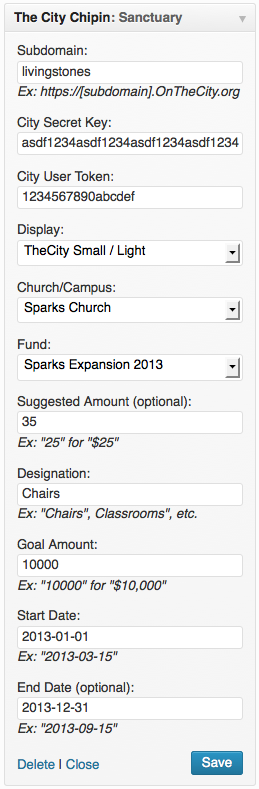 The City Chipin: Sanctuary
Subdomain:
livingstones
Ex: https://[subdomain].OnTheCity.org
City Secret Key:
asdf1234asdf1234asdf1234asdf1234
City User Token:
1234567890abcdef
Display:
TheCity Small / Light
Church/Campus:
Sparks Church
Fund:
Sparks Expansion 2013
Suggested Amount (optional):
35
Ex: "25" for "$25"
Designation:
Chairs
Ex: "Chairs", Classrooms", etc.
Goal Amount:
10000
Ex: "10000" for "$10,000"
Start Date:
2013-01-01
Ex: "2013-03-15"
End Date (optional):
2013-12-31
Ex: "2013-09-15"
Delete | Close Save